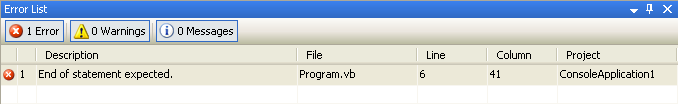 Error List
1 Error 0 Warnings 0 Messages
Description File Line Column Project
1 End of statement expected. Program.vb 6 41 ConsoleApplication1